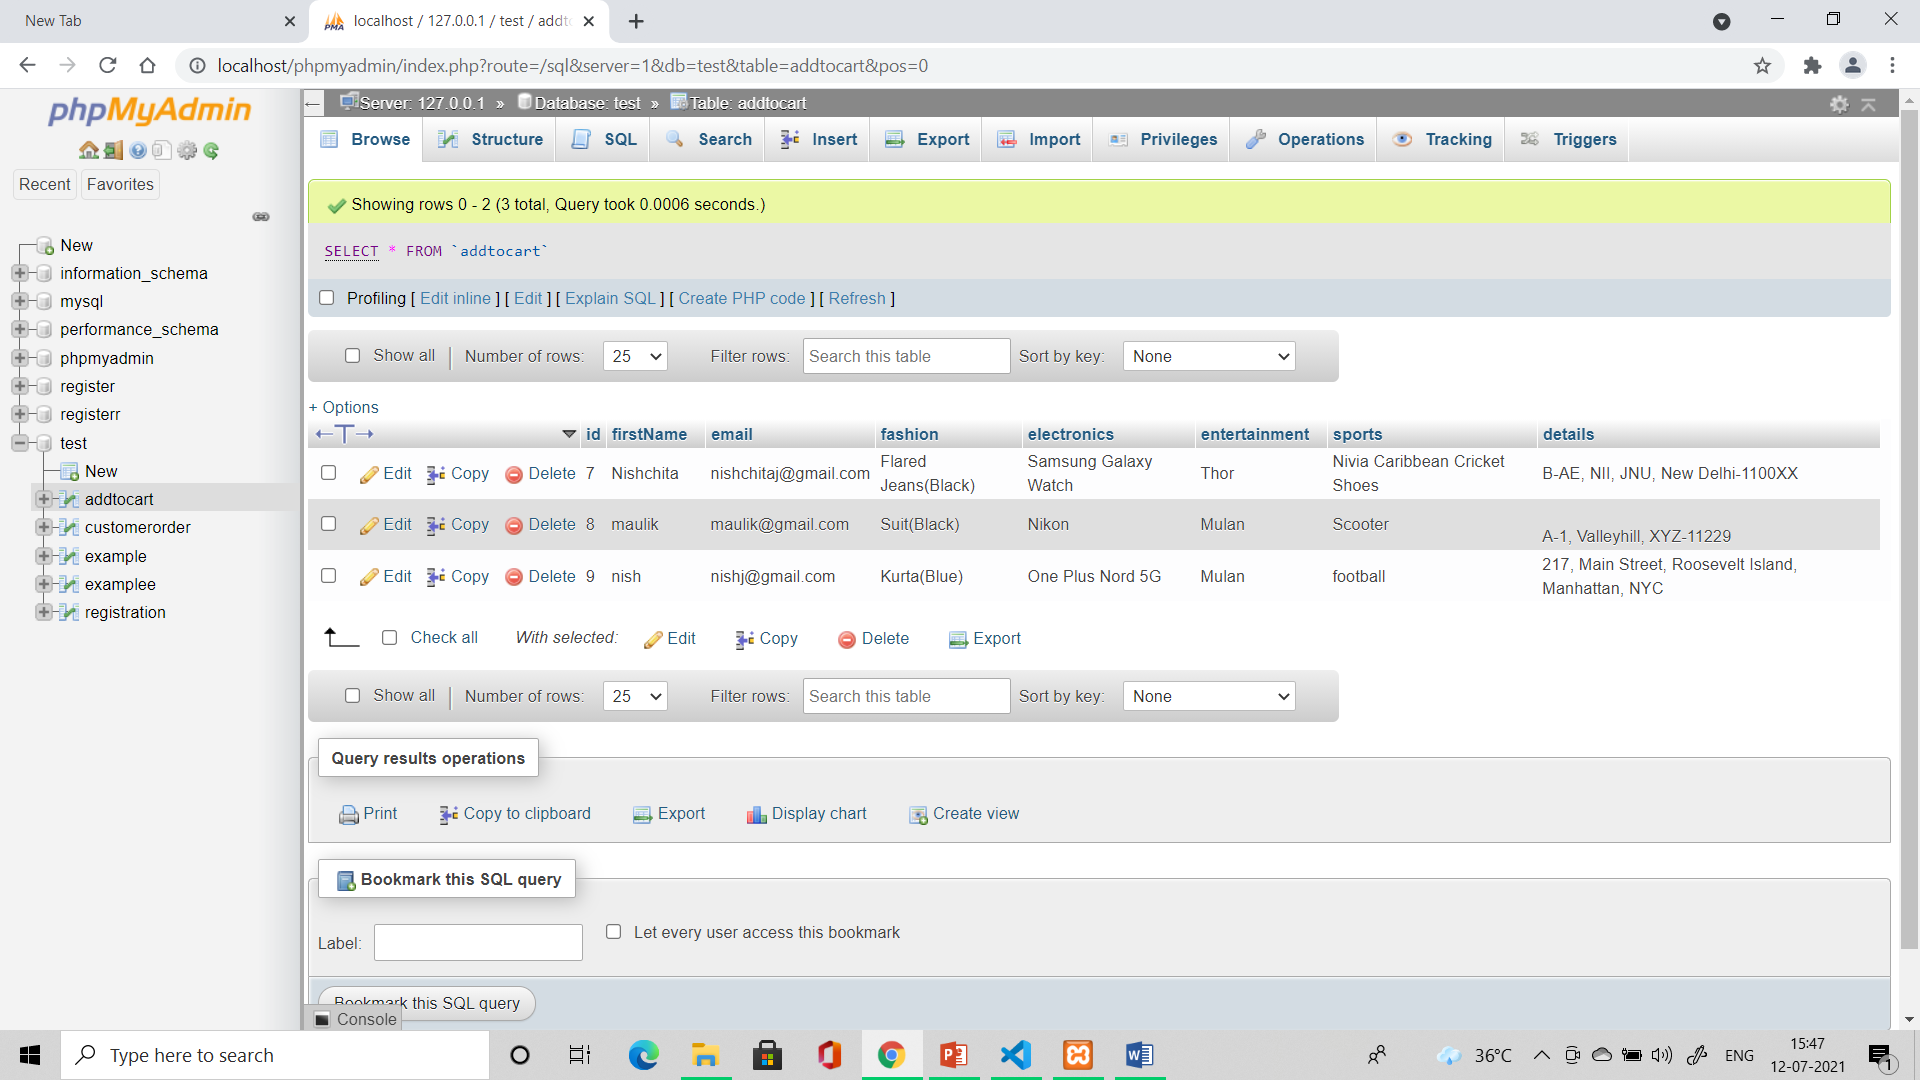 New Tab
localhost / 127.0.0.1 / test / addt
localhost/phpmyadmin/index.php?route=/sql&server=1&db=test&table=addtocart&pos=0
phpMyAdmin
Recent Favorites
New
information_schema
mysql
performance_schema
phpmyadmin
register
registerr
test
New
addtocart
customerorder
example
examplee
registration
Server: 127.0.0.1 » Database: test » Table: addtocart
Browse Structure SQL Search Insert Export Import Privileges Operations Tracking Triggers
Showing rows 0 - 2 (3 total, Query took 0.0006 seconds.)
SELECT * FROM `addtocart`
Profiling [ Edit inline ] [ Edit ] [ Explain SQL ] [ Create PHP code ] [ Refresh ]
Show all Number of rows: 25 Filter rows: Search this table Sort by key: None
+ Options
id firstName email fashion electronics entertainment sports details
Edit Copy Delete 7 Nishchita nishchitaj@gmail.com Flared Jeans(Black) Samsung Galaxy Watch Thor Nivia Caribbean Cricket Shoes B-AE, NII, JNU, New Delhi-1100XX
Edit Copy Delete 8 maulik maulik@gmail.com Suit(Black) Nikon Mulan Scooter A-1, Valleyhill, XYZ-11229
Edit Copy Delete 9 nish nishj@gmail.com Kurta(Blue) One Plus Nord 5G Mulan football 217, Main Street, Roosevelt Island, Manhattan, NYC
Check all With selected: Edit Copy Delete Export
Show all Number of rows: 25 Filter rows: Search this table Sort by key: None
Query results operations
Print Copy to clipboard Export Display chart Create view
Bookmark this SQL query
Label: Let every user access this bookmark
Bookmark this SQL query
Console
Type here to search
36°C ENG
15:47
12-07-2021
1